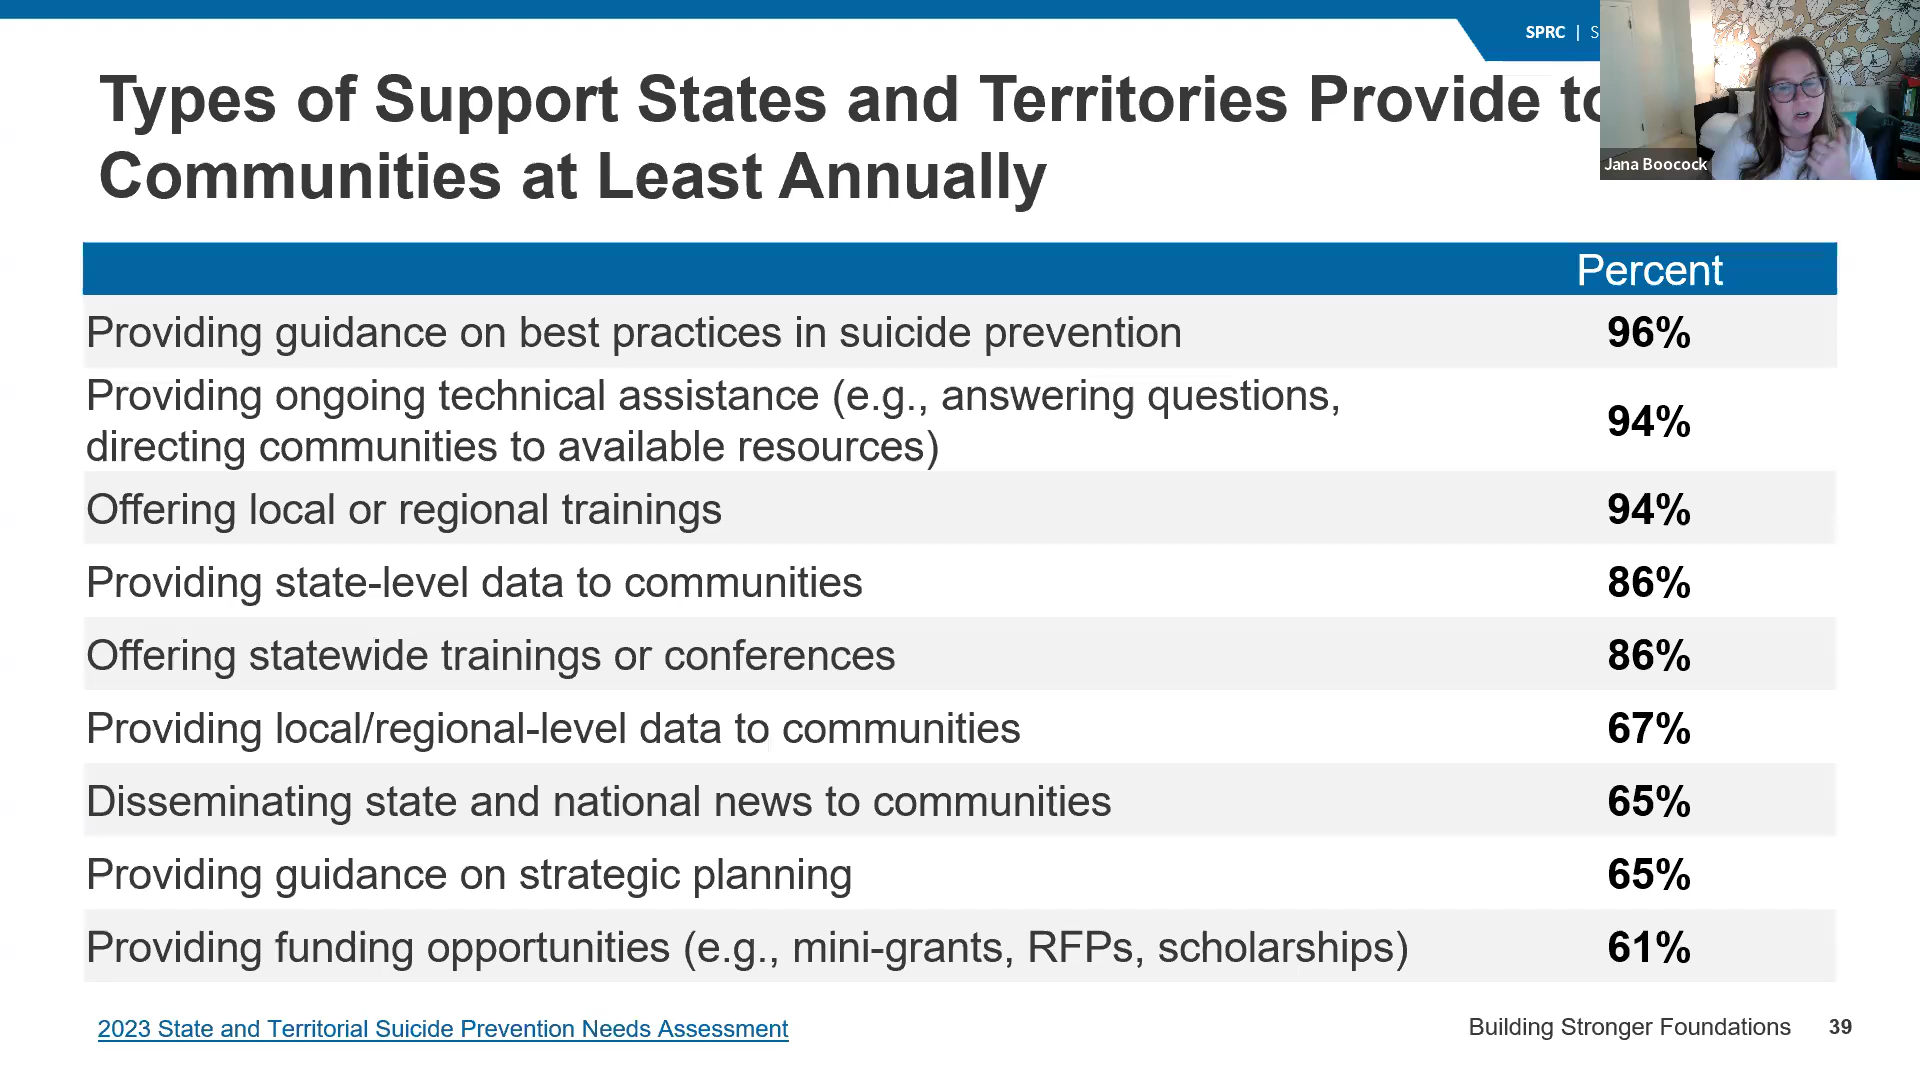 SPRC | S
Types of Support States and Territories Provide to
Communities at Least Annually
Jana Boocock
Percent
Providing guidance on best practices in suicide prevention 96%
Providing ongoing technical assistance (e.g., answering questions,
directing communities to available resources) 94%
Offering local or regional trainings 94%
Providing state-level data to communities 86%
Offering statewide trainings or conferences 86%
Providing local/regional-level data to communities 67%
Disseminating state and national news to communities 65%
Providing guidance on strategic planning 65%
Providing funding opportunities (e.g., mini-grants, RFPs, scholarships) 61%
2023 State and Territorial Suicide Prevention Needs Assessment
Building Stronger Foundations 39